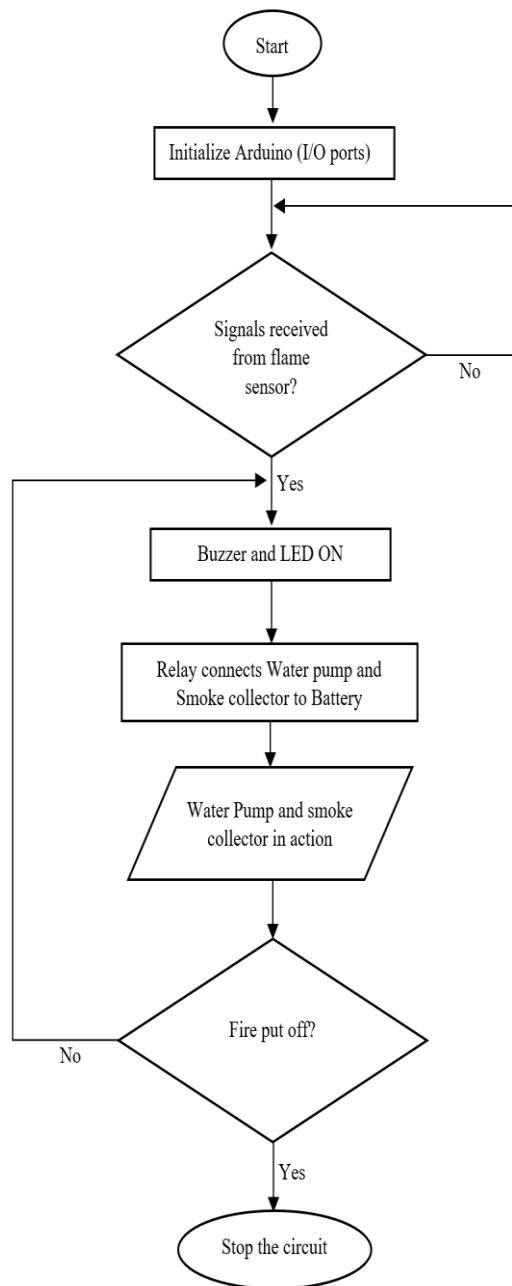 Start
Initialize Arduino (I/O ports)
Signals received
from flame
sensor?
No
Yes
Buzzer and LED ON
Relay connects Water pump and
Smoke collector to Battery
Water Pump and smoke
collector in action
Fire put off?
No
Yes
Stop the circuit